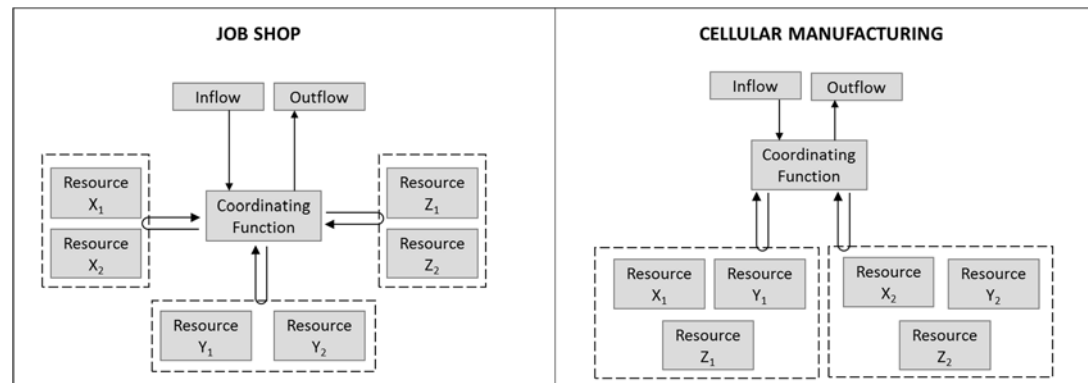 JOB SHOP
Inflow
Outflow
Resource
X₁
Resource
X₂
Coordinating
Function
Resource
Z₁
Resource
Z₂
Resource
Y₁
Resource
Y₂
CELLULAR MANUFACTURING
Inflow
Outflow
Coordinating
Function
Resource
X₁
Resource
Y₁
Resource
Z₁
Resource
X₂
Resource
Y₂
Resource
Z₂